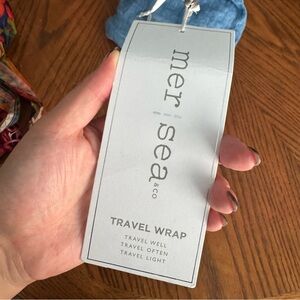 mer
sea
& CO
TRAVEL WRAP
TRAVEL WELL
TRAVEL OFTEN
TRAVEL LIGHT